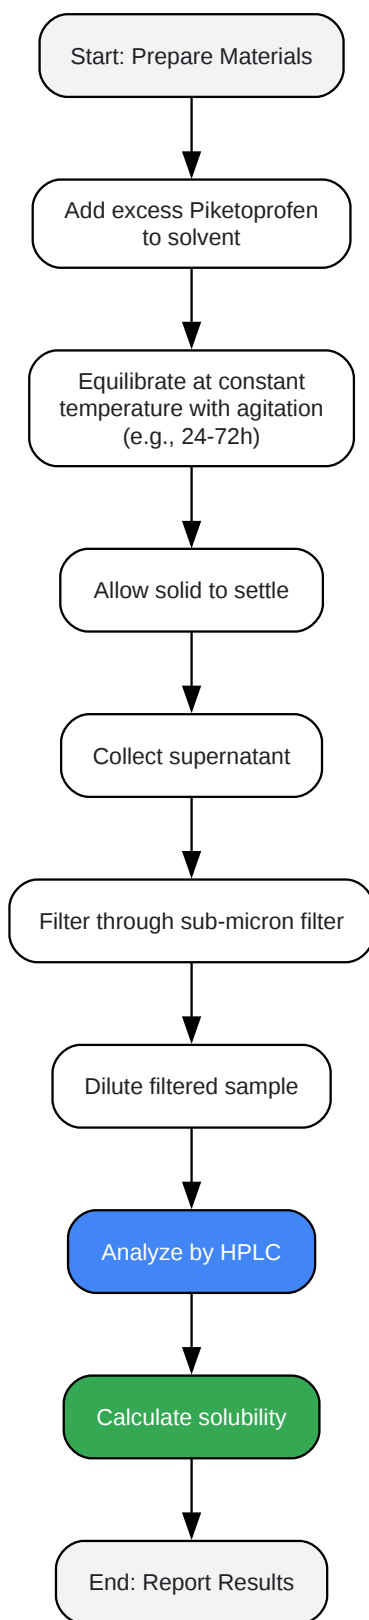 Start: Prepare Materials
Add excess Piketoprofen
to solvent
Equilibrate at constant
temperature with agitation
(e.g., 24-72h)
Allow solid to settle
Collect supernatant
Filter through sub-micron filter
Dilute filtered sample
Analyze by HPLC
Calculate solubility
End: Report Results